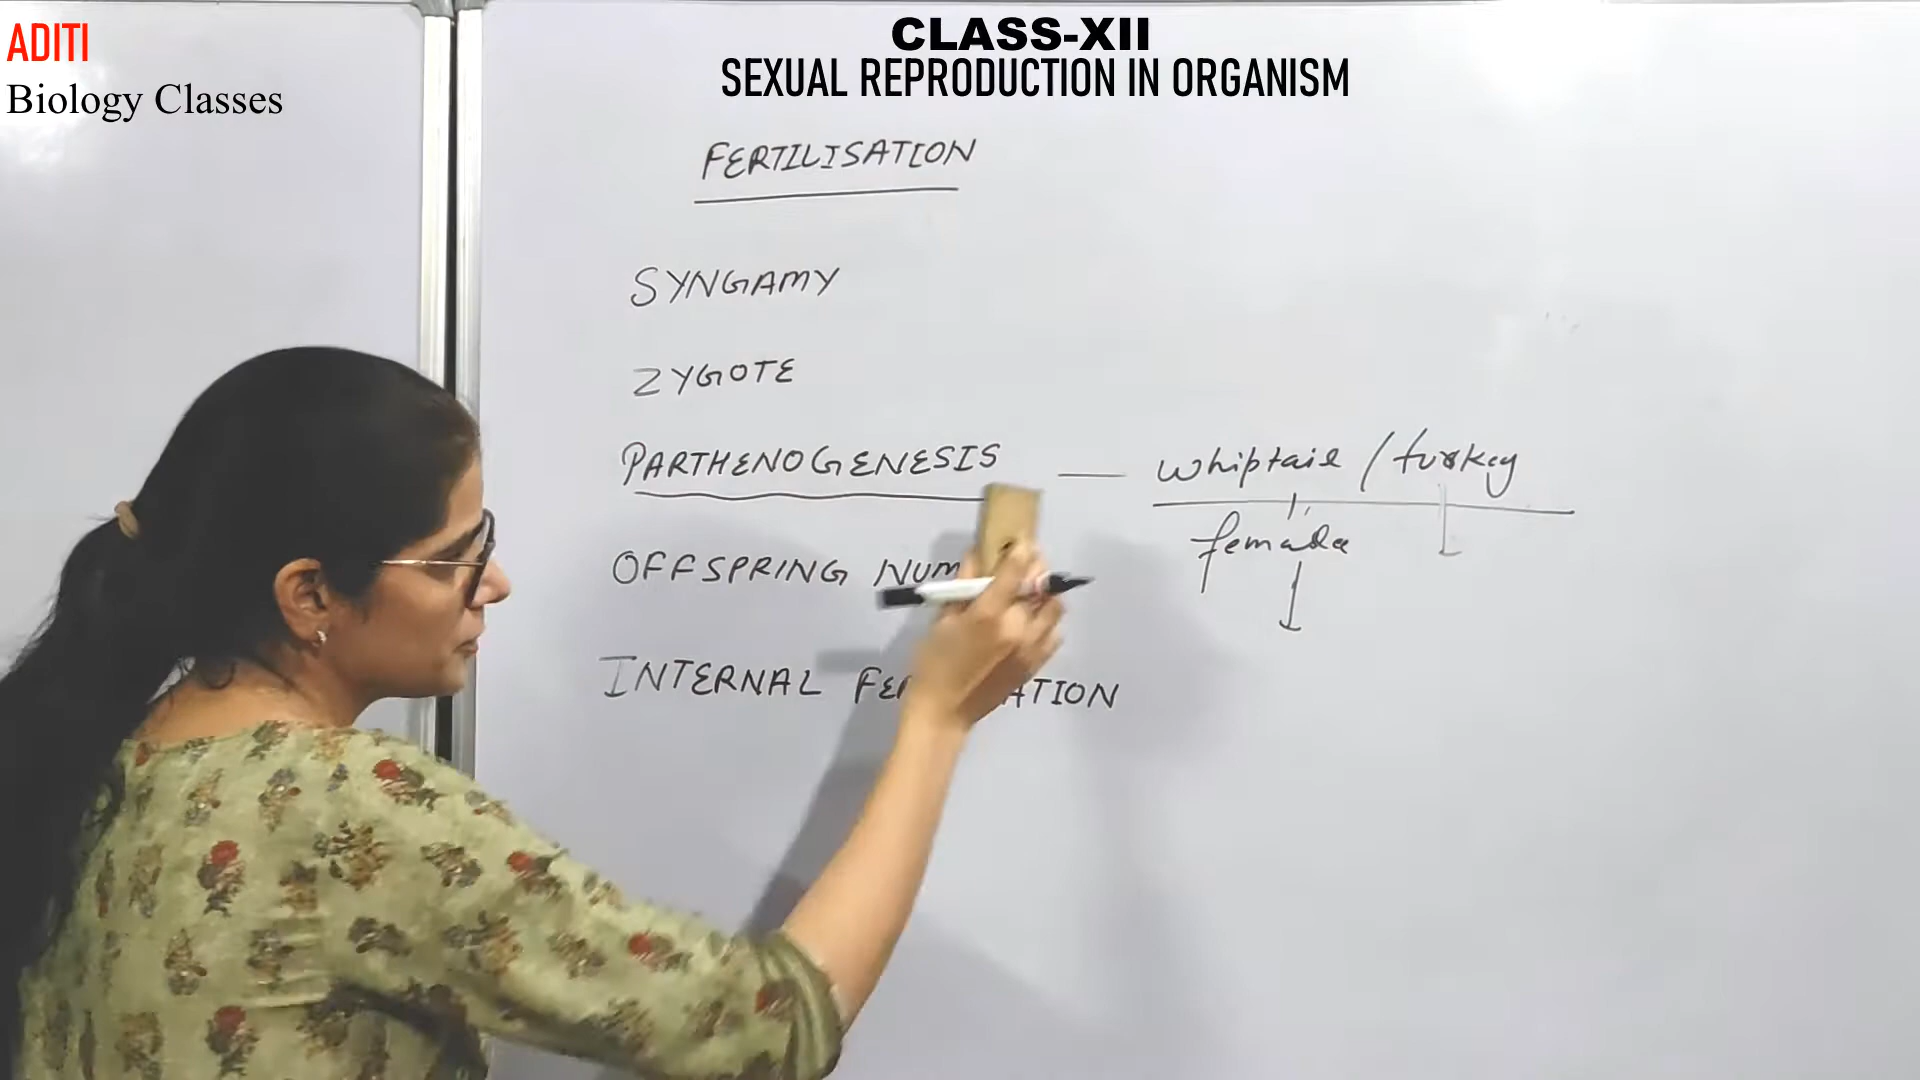 ADITI
Biology Classes
CLASS-XII
SEXUAL REPRODUCTION IN ORGANISM
FERTILISATION
SYNGAMY
ZYGOTE
PARTHENOGENESIS — whiptail / turkey
female
OFFSPRING NUM
INTERNAL FE ATION